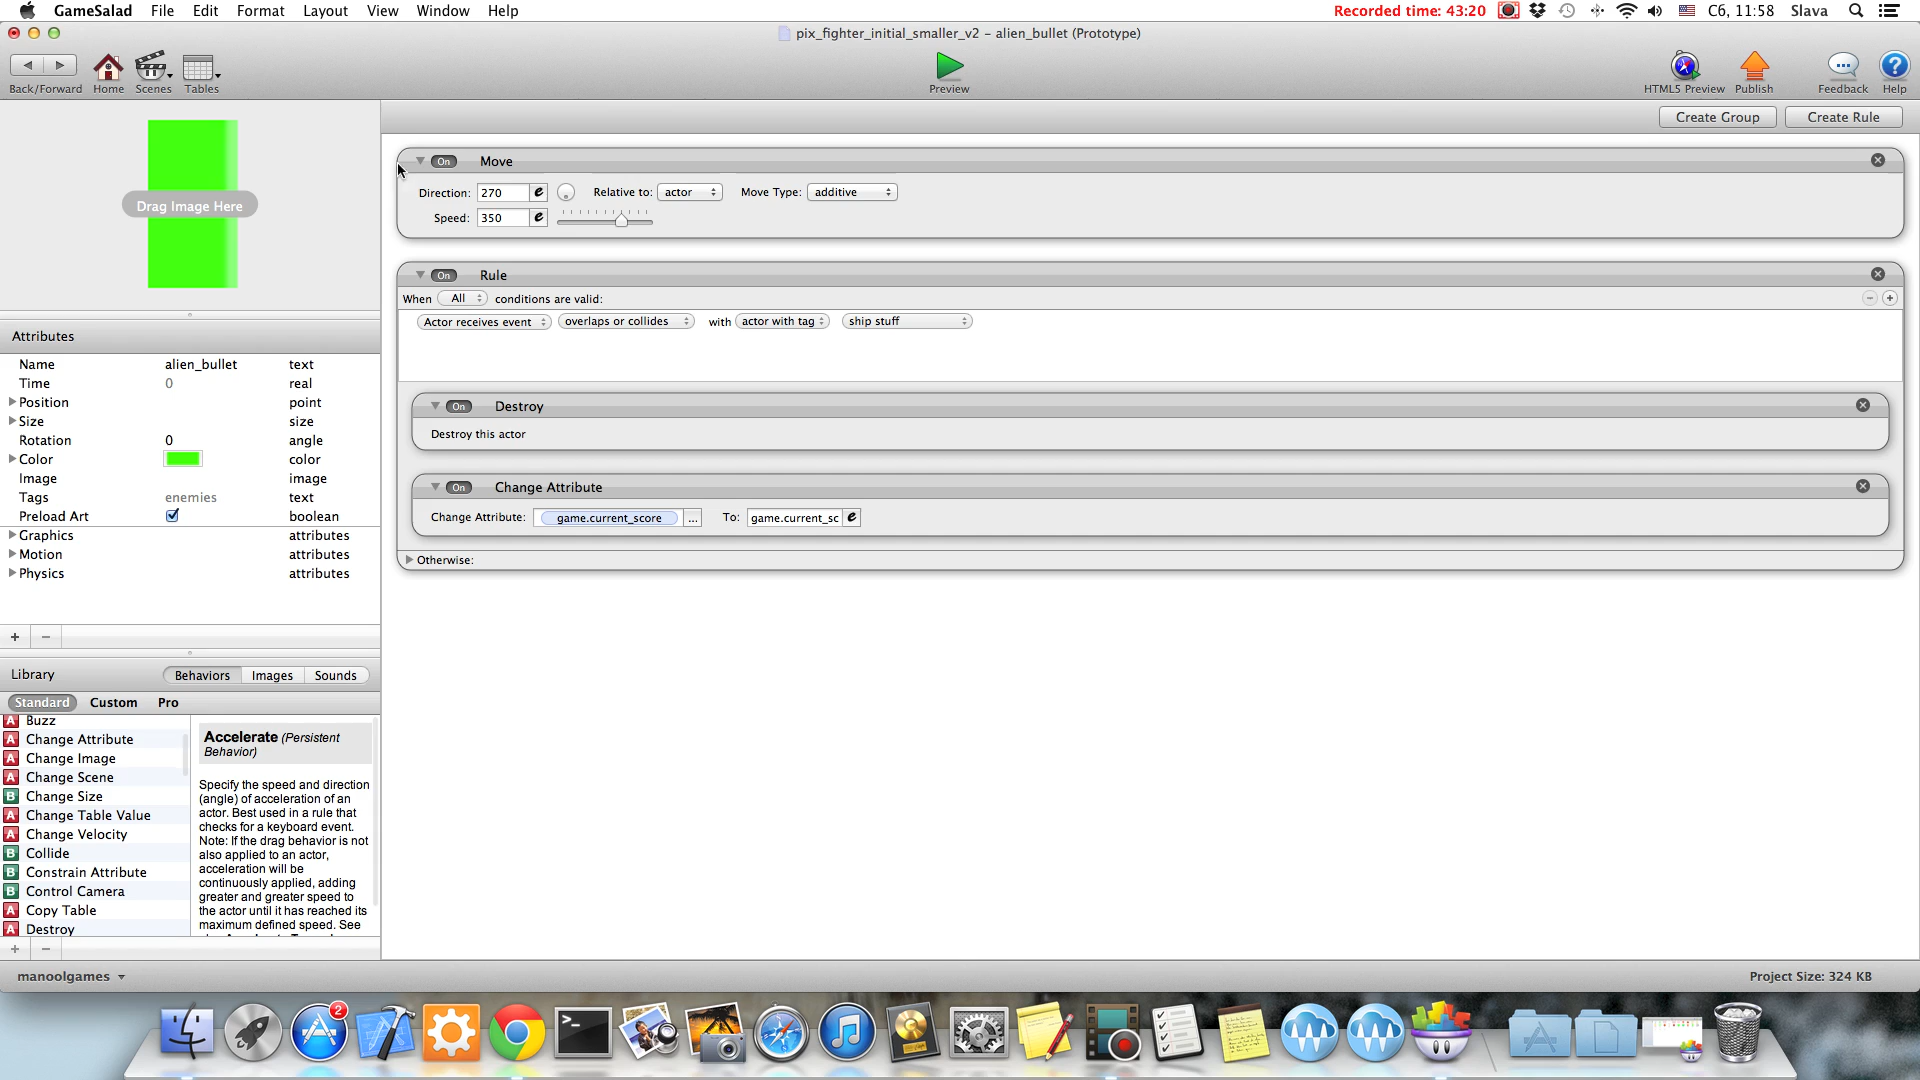 GameSalad File Edit Format Layout View Window Help Recorded time: 43:20 Сб, 11:58 Slava
pix_fighter_initial_smaller_v2 – alien_bullet (Prototype)
Back/Forward Home Scenes Tables Preview HTML5 Preview Publish Feedback Help
Create Group Create Rule
Drag Image Here
On Move
Direction: 270 e Relative to: actor Move Type: additive
Speed: 350 e
On Rule
When All conditions are valid:
Actor receives event overlaps or collides with actor with tag ship stuff
On Destroy
Destroy this actor
On Change Attribute
Change Attribute: game.current_score ... To: game.current_sc e
Otherwise:
Attributes
Name alien_bullet text
Time 0 real
Position point
Size size
Rotation 0 angle
Color color
Image image
Tags enemies text
Preload Art boolean
Graphics attributes
Motion attributes
Physics attributes
+ −
Library Behaviors Images Sounds
Standard Custom Pro
A Buzz
A Change Attribute
A Change Image
A Change Scene
B Change Size
A Change Table Value
A Change Velocity
B Collide
B Constrain Attribute
B Control Camera
A Copy Table
A Destroy
Accelerate (Persistent
Behavior)
Specify the speed and direction
(angle) of acceleration of an
actor. Best used in a rule that
checks for a keyboard event.
Note: If the drag behavior is not
also applied to an actor,
acceleration will be
continuously applied, adding
greater and greater speed to
the actor until it has reached its
maximum defined speed. See
+ −
manoolgames Project Size: 324 KB
2